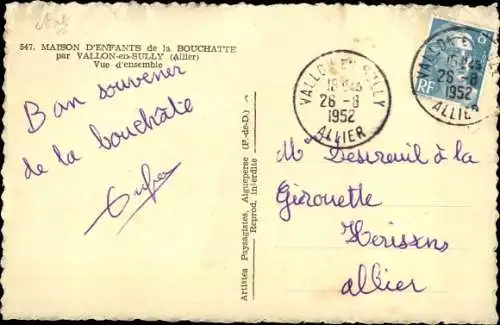 547. MAISON D'ENFANTS de la BOUCHATTE
par VALLON-en-SULLY (Allier)
Vue d'ensemble
Bon souvenir
de la bouchatte
Artistes Paysagistes, Aigueperse (P.-de-D.)
Reprod. interdite
VALLON EN SULLY
26-8
1952
ALLIER
VALLON EN
26-8
1952
ALLIER
RF
M Destreuil à la
Girouette
Hérisson
allier